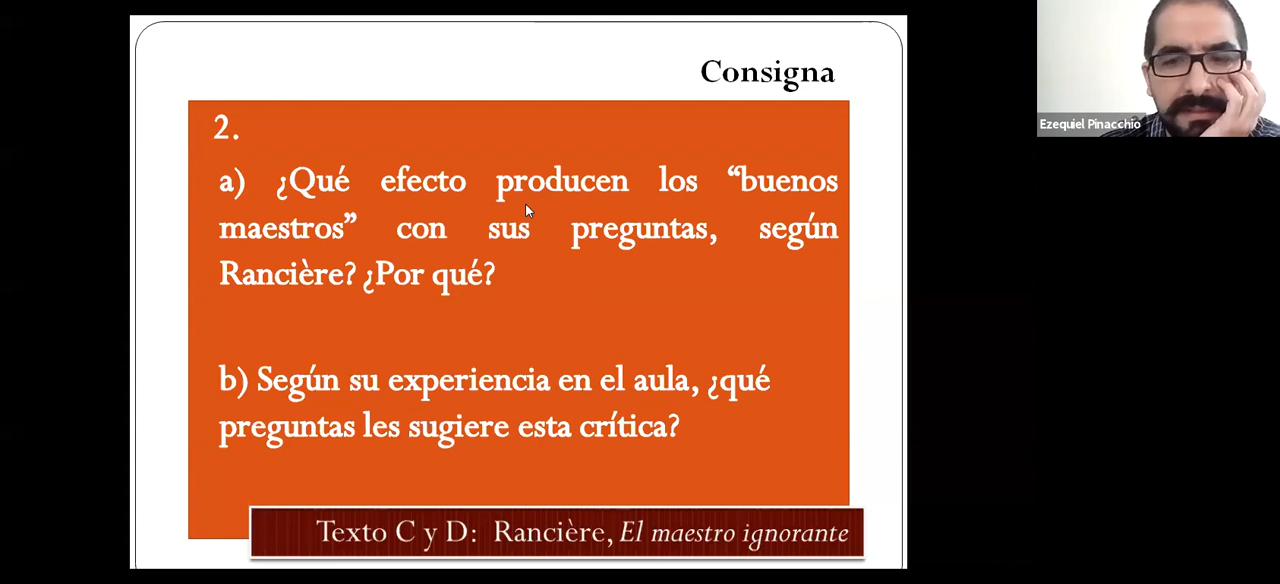 Consigna
2.
a) ¿Qué efecto producen los “buenos
maestros” con sus preguntas, según
Rancière? ¿Por qué?
b) Según su experiencia en el aula, ¿qué
preguntas les sugiere esta crítica?
Texto C y D: Rancière, El maestro ignorante
Ezequiel Pinacchio